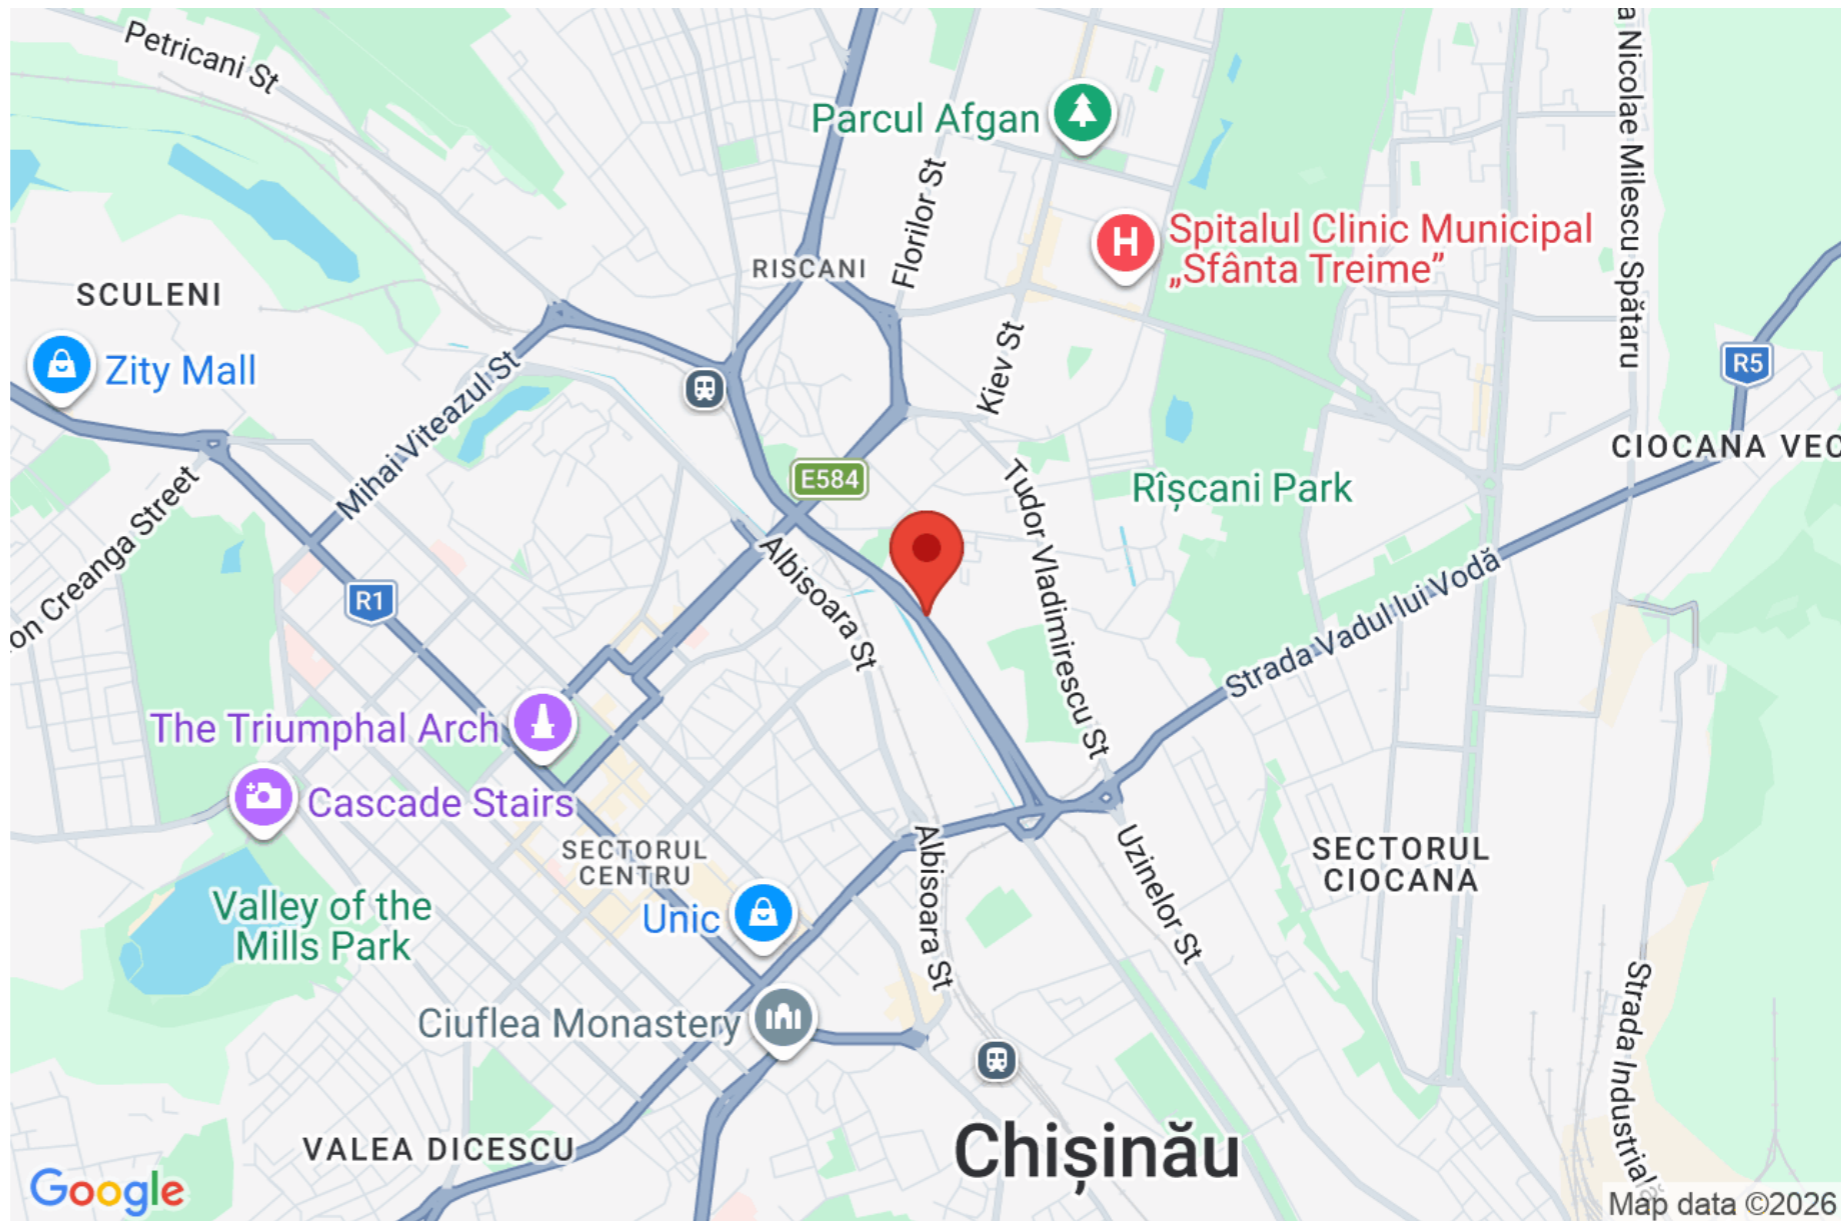 Petricani St
Parcul Afgan
Florilor St
a Nicolae Milescu Spătaru
Spitalul Clinic Municipal
„Sfânta Treime”
RISCANI
SCULENI
Zity Mall
Mihai Viteazul St
Kiev St
R5
CIOCANA VEC
E584
Rîșcani Park
Tudor Vladimirescu St
on Creanga Street
R1
Albisoara St
Strada Vadul lui Vodă
The Triumphal Arch
Cascade Stairs
SECTORUL
CENTRU
Albisoara St
Uzinelor St
SECTORUL
CIOCANA
Valley of the
Mills Park
Unic
Ciuflea Monastery
Strada Industrial
VALEA DICESCU
Chișinău
Google
Map data ©2026